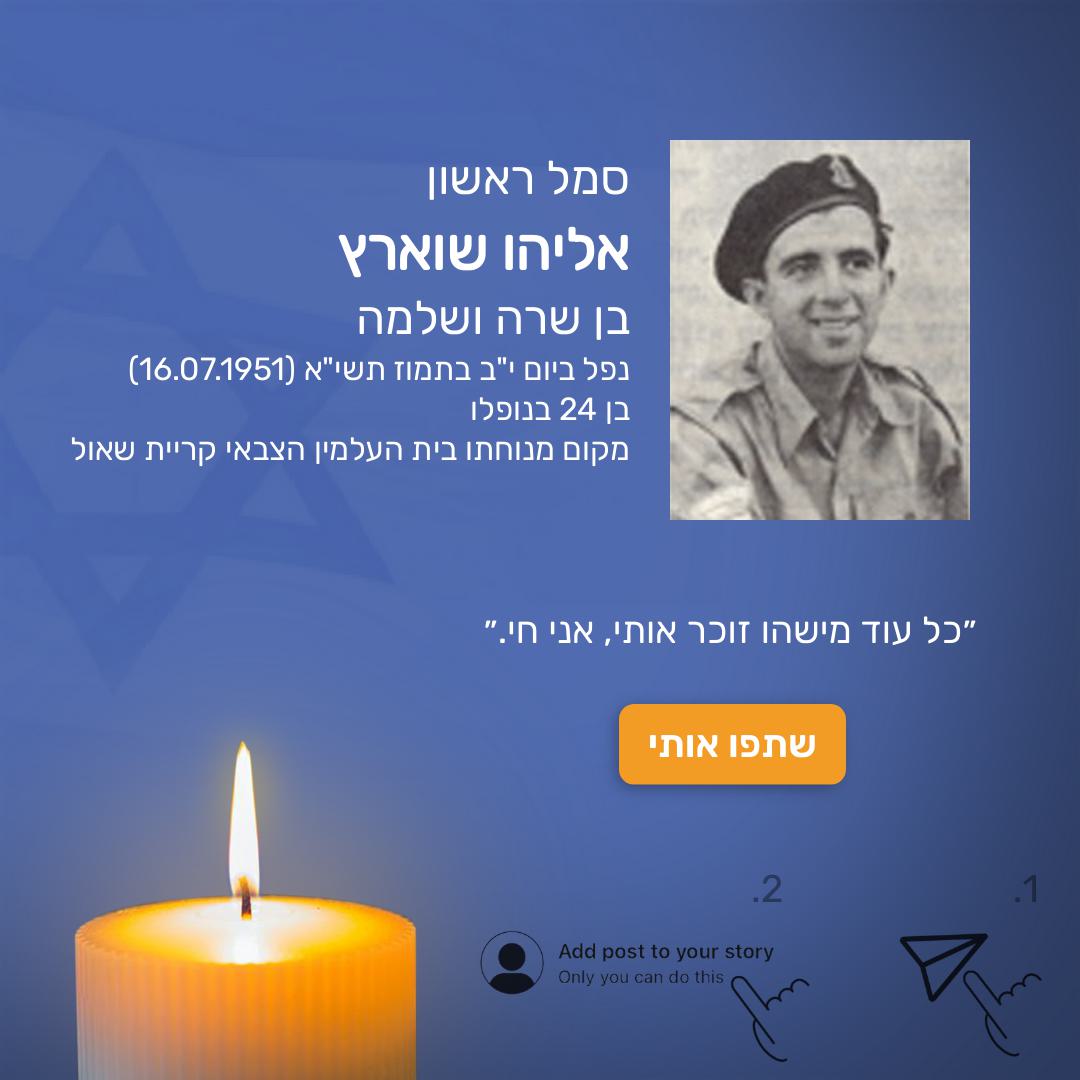 סמל ראשון
אליהו שוארץ
בן שרה ושלמה
נפל ביום י"ב בתמוז תשי"א (16.07.1951)
בן 24 בנופלו
מקום מנוחתו בית העלמין הצבאי קריית שאול
״כל עוד מישהו זוכר אותי, אני חי.״
שתפו אותי
1.
2.
Add post to your story
Only you can do this